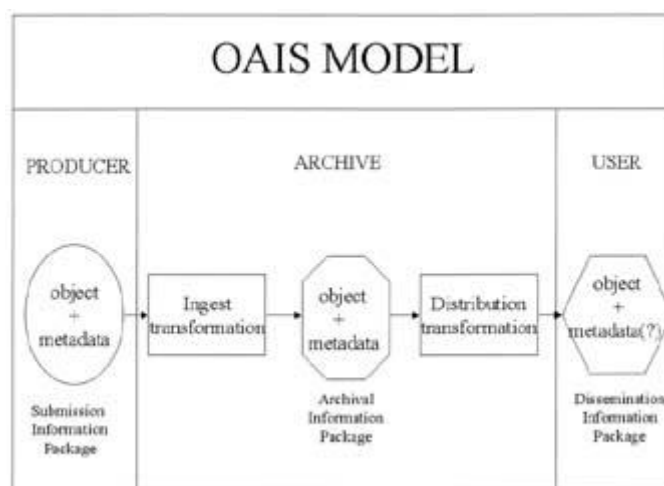 OAIS MODEL
PRODUCER
ARCHIVE
USER
object
+
metadata
Ingest
transformation
object
+
metadata
Distribution
transformation
object
+
metadata(?)
Submission
Information
Package
Archival
Information
Package
Dissemination
Information
Package